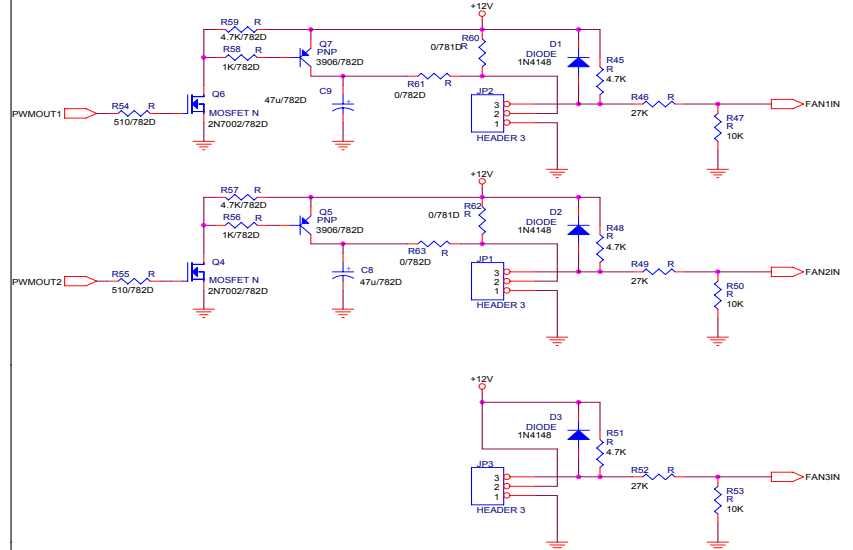 +12V
R59 R
4.7K/782D
R58 R
1K/782D
Q7
PNP
3906/782D
R60
R
0/781D
D1
DIODE
1N4148
R45
R
4.7K
Q6
MOSFET N
2N7002/782D
C9
47u/782D
R61 R
0/782D
JP2
3
2
1
HEADER 3
R46 R
27K
FAN1IN
PWMOUT1
R54 R
510/782D
R47
R
10K
+12V
R57 R
4.7K/782D
R56 R
1K/782D
Q5
PNP
3906/782D
R62
R
0/781D
D2
DIODE
1N4148
R48
R
4.7K
Q4
MOSFET N
2N7002/782D
C8
47u/782D
R63 R
0/782D
JP1
3
2
1
HEADER 3
R49 R
27K
FAN2IN
PWMOUT2
R55 R
510/782D
R50
R
10K
+12V
D3
DIODE
1N4148
R51
R
4.7K
JP3
3
2
1
HEADER 3
R52 R
27K
FAN3IN
R53
R
10K